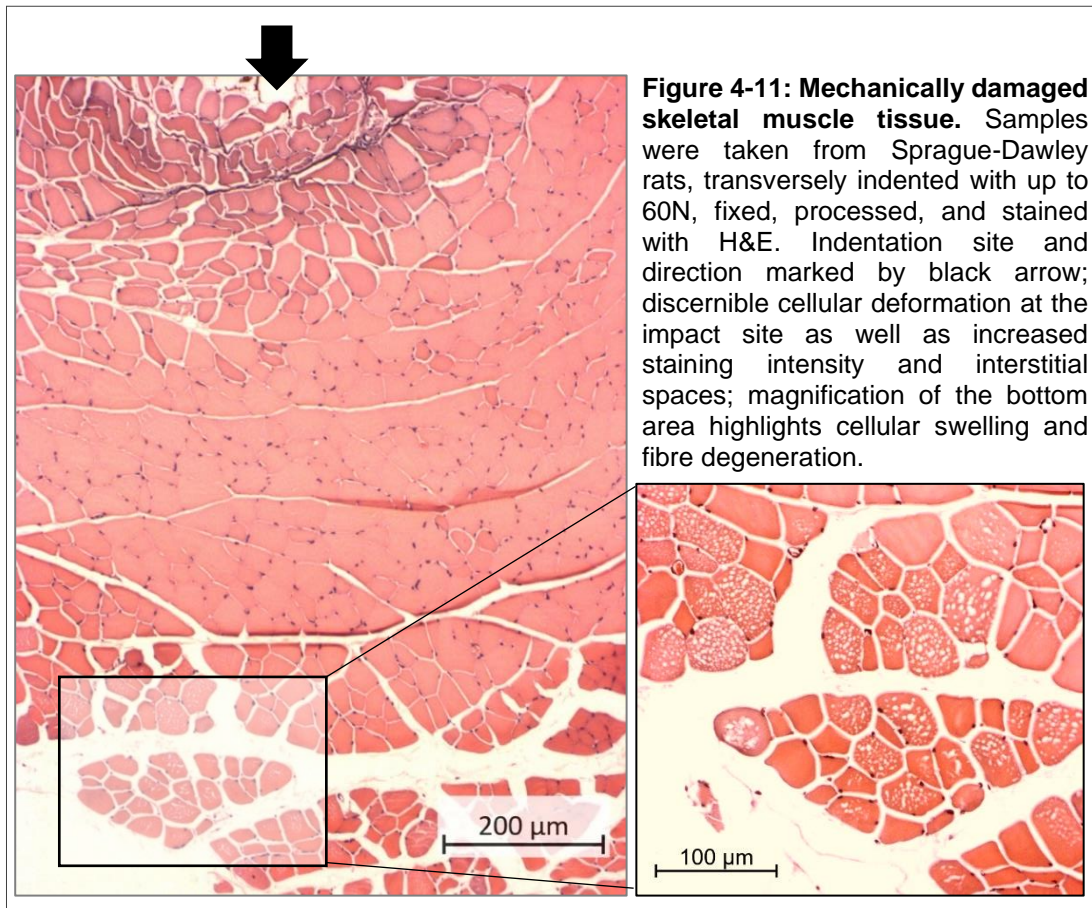 Figure 4-11: Mechanically damaged
skeletal muscle tissue. Samples
were taken from Sprague-Dawley
rats, transversely indented with up to
60N, fixed, processed, and stained
with H&E. Indentation site and
direction marked by black arrow;
discernible cellular deformation at the
impact site as well as increased
staining intensity and interstitial
spaces; magnification of the bottom
area highlights cellular swelling and
fibre degeneration.
200 µm
100 µm